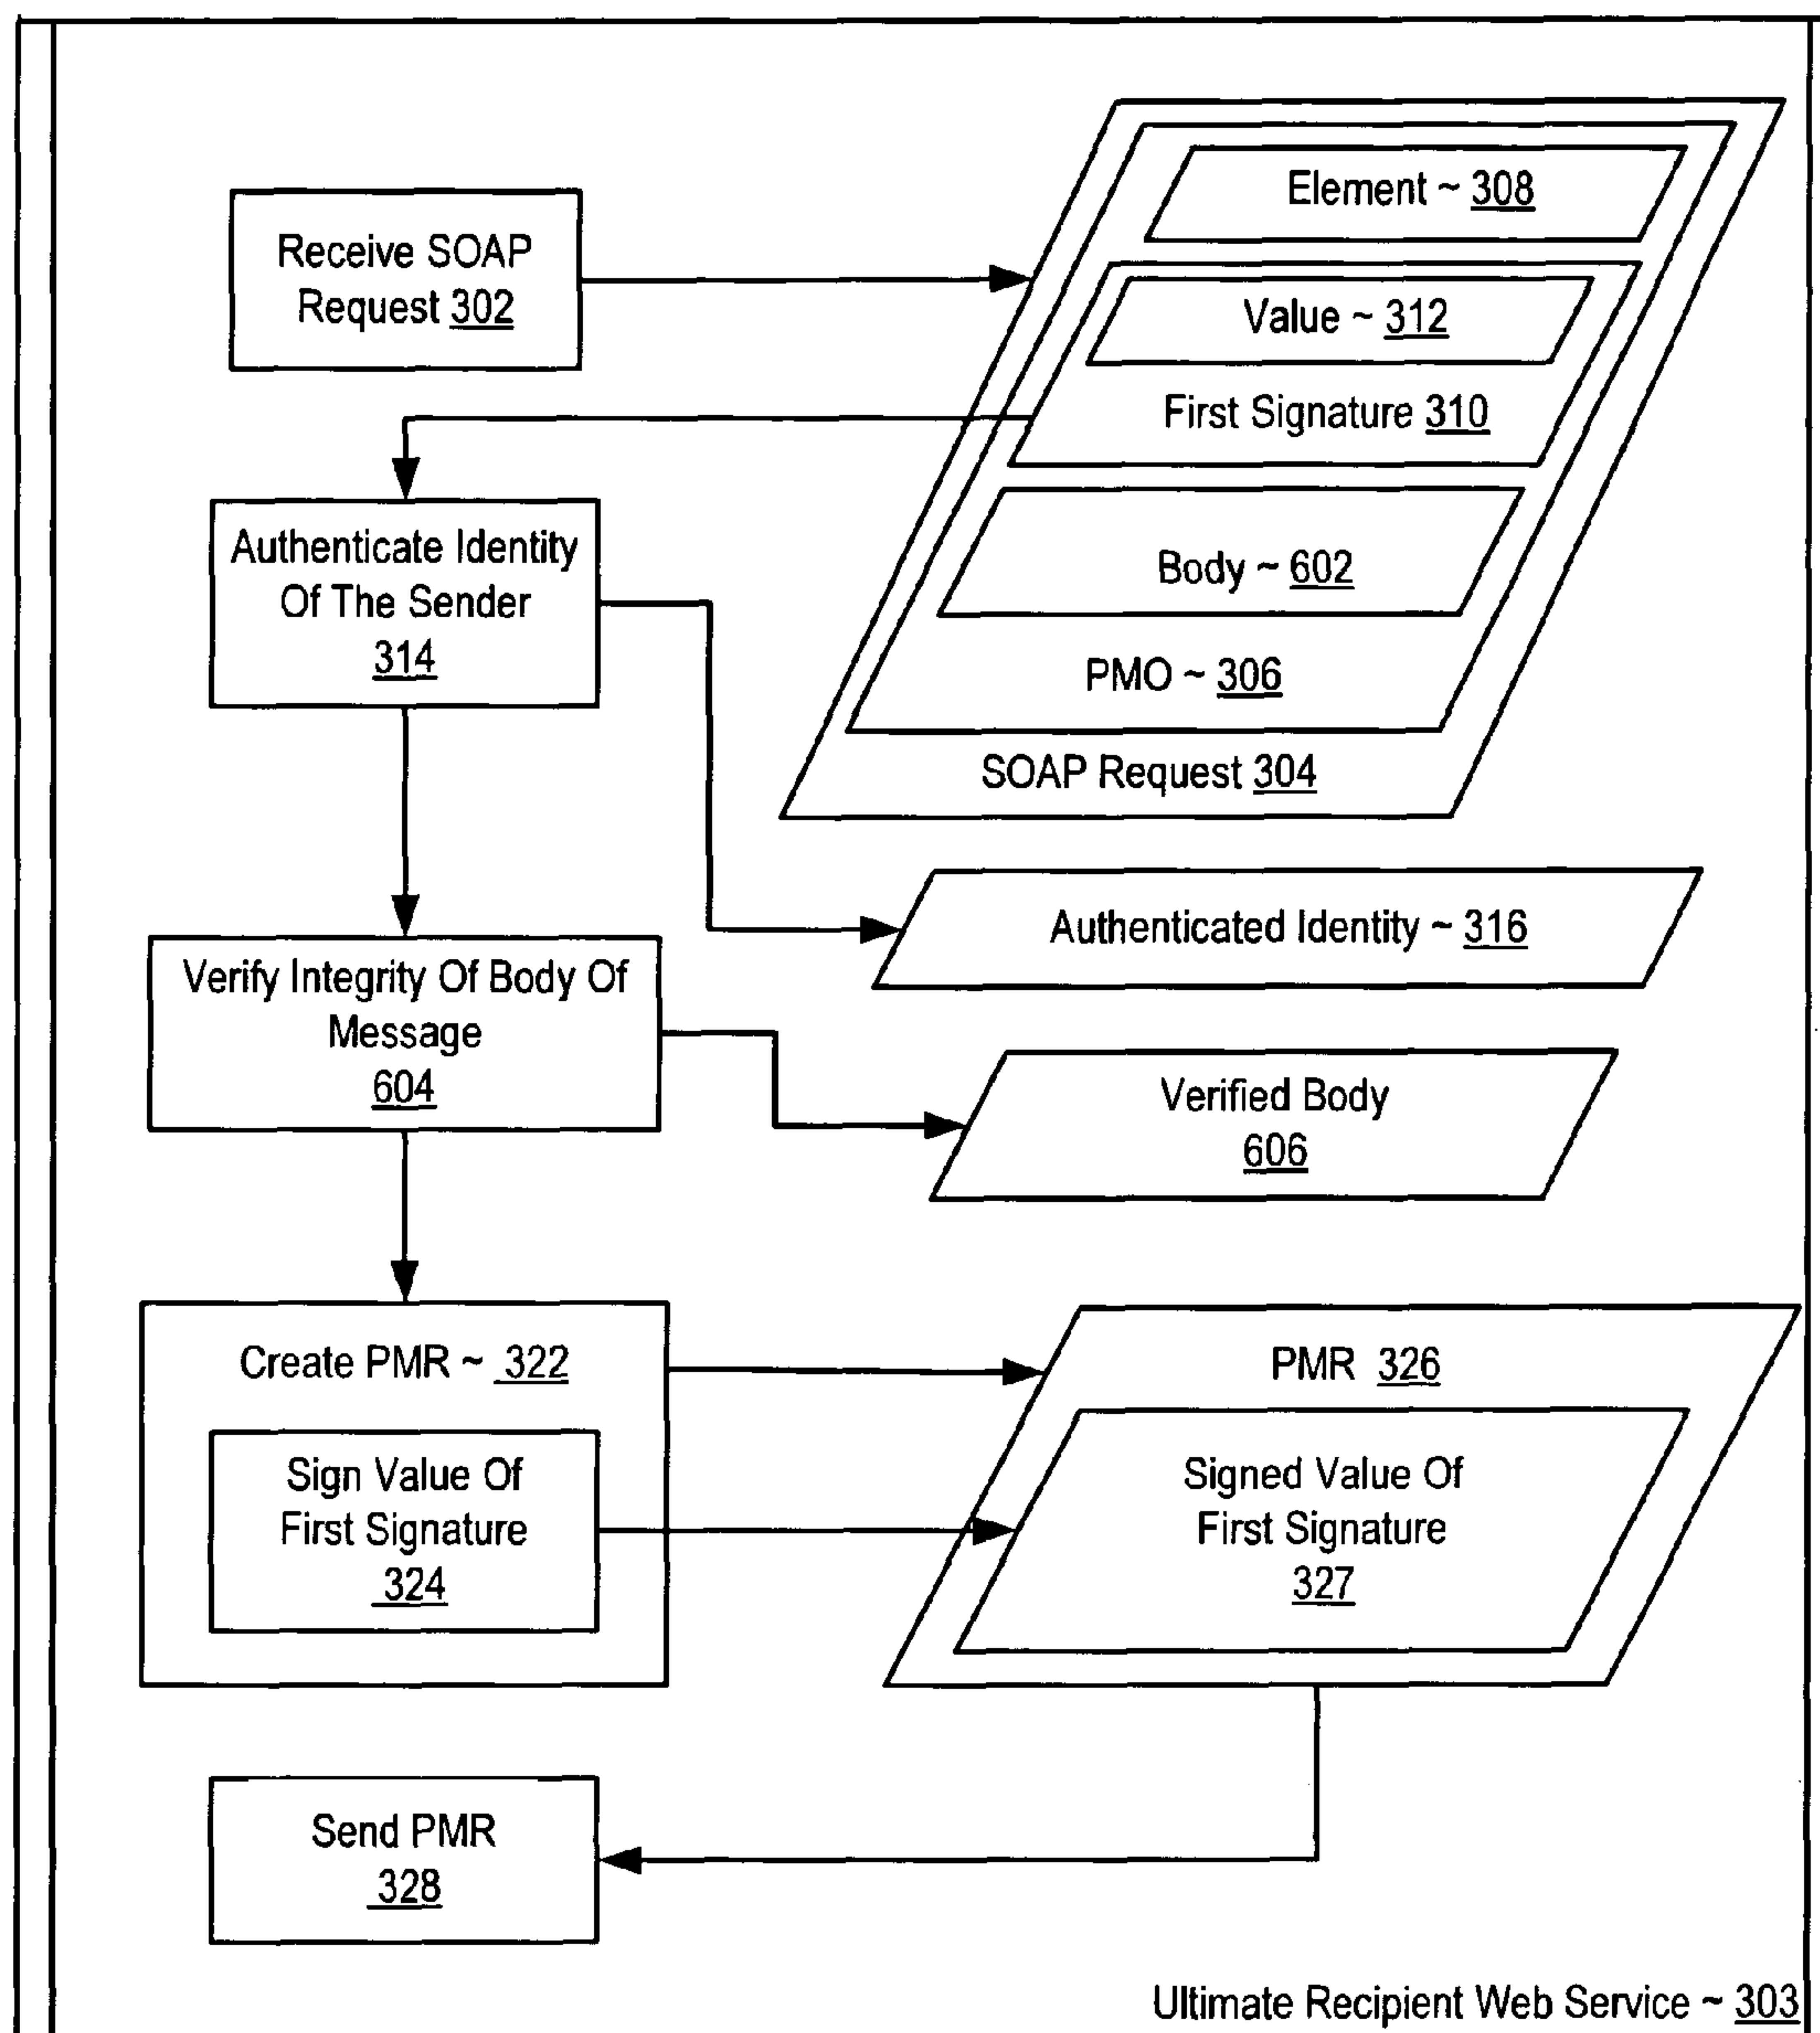 Receive SOAP
Request 302
Element ~ 308
Value ~ 312
First Signature 310
Body ~ 602
PMO ~ 306
SOAP Request 304
Authenticate Identity
Of The Sender
314
Authenticated Identity ~ 316
Verify Integrity Of Body Of
Message
604
Verified Body
606
Create PMR ~ 322
Sign Value Of
First Signature
324
PMR 326
Signed Value Of
First Signature
327
Send PMR
328
Ultimate Recipient Web Service ~ 303